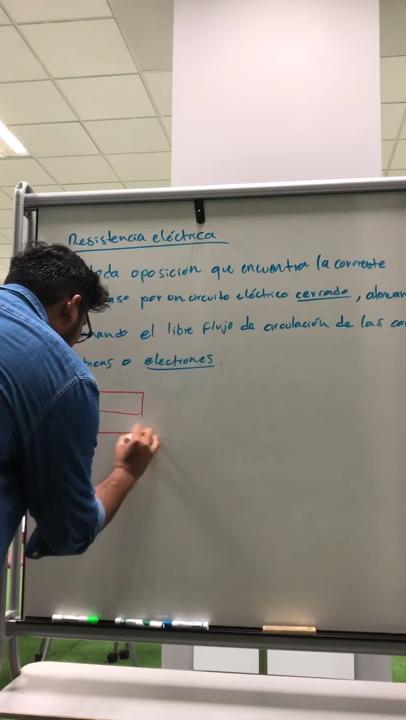 Resistencia eléctrica
toda oposición que encuentra la corriente
por un circuito eléctrico cerrado,
el libre flujo de circulación de las
o electrones.